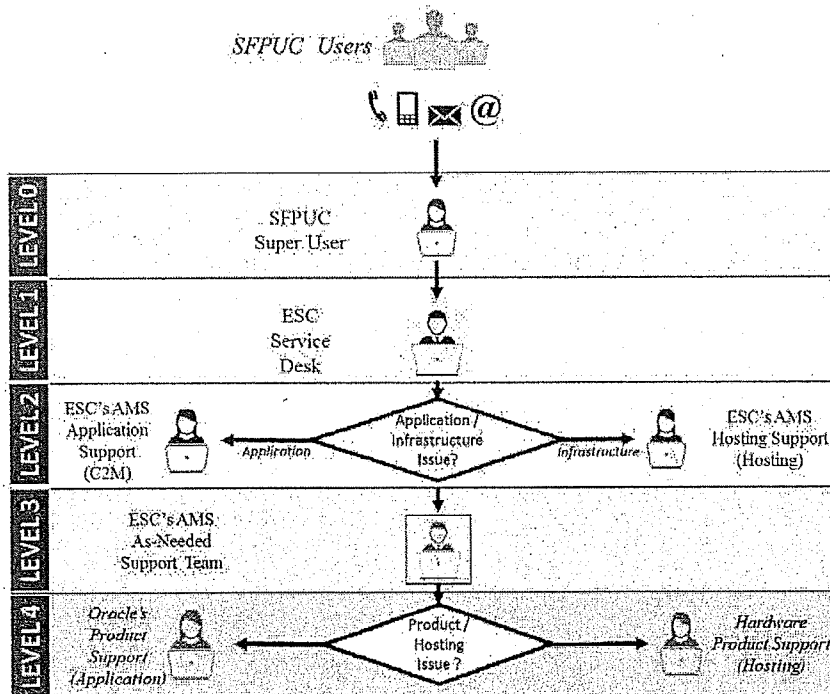 SFPUC Users
@
LEVEL 0
SFPUC
Super User
LEVEL 1
ESC
Service
Desk
LEVEL 2
ESC's AMS
Application
Support
(C2M)
Application
Application /
Infrastructure
Issue?
Infrastructure
ESC's AMS
Hosting Support
(Hosting)
LEVEL 3
ESC's AMS
As-Needed
Support Team
LEVEL 4
Oracle's
Product
Support
(Application)
Product /
Hosting
Issue ?
Hardware
Product Support
(Hosting)